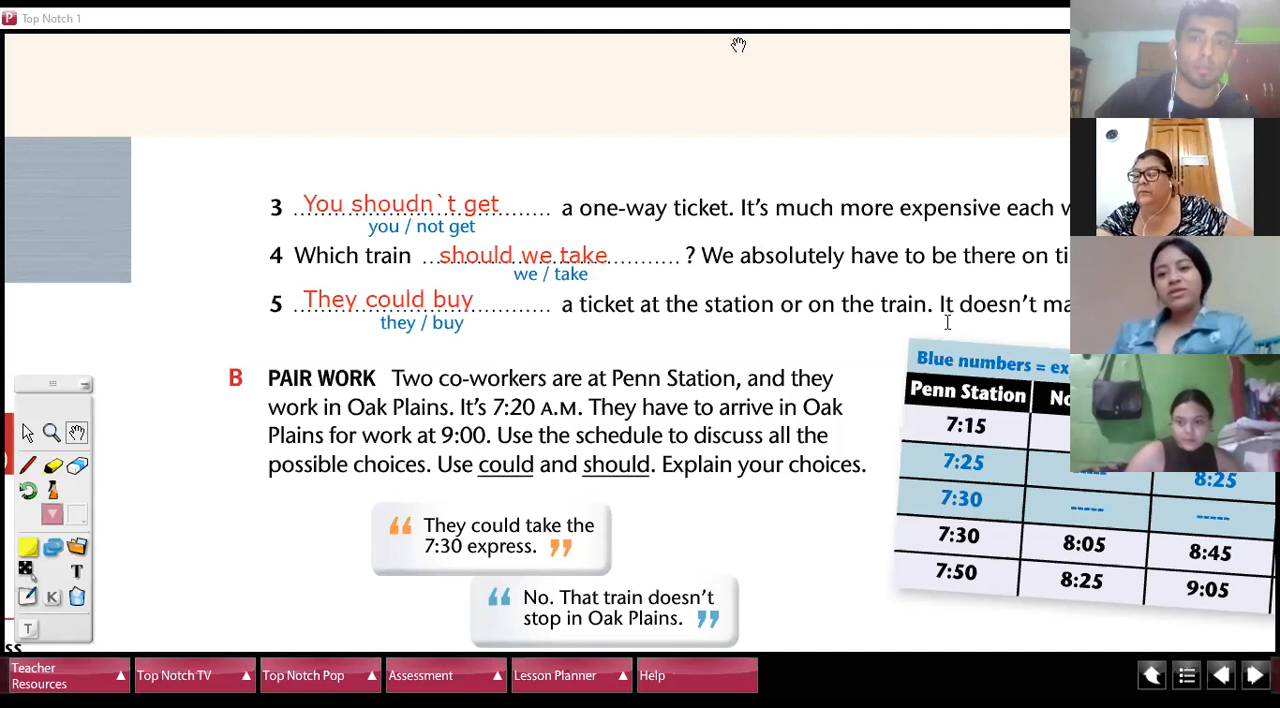 Top Notch 1
3 You shoudn`t get a one-way ticket. It's much more expensive each
you / not get
4 Which train should we take ? We absolutely have to be there on
we / take
5 They could buy a ticket at the station or on the train. It doesn't
they / buy
B PAIR WORK Two co-workers are at Penn Station, and they
work in Oak Plains. It's 7:20 A.M. They have to arrive in Oak
Plains for work at 9:00. Use the schedule to discuss all the
possible choices. Use could and should. Explain your choices.
“ They could take the
7:30 express. ”
“ No. That train doesn't
stop in Oak Plains. ”
Blue numbers =
Penn Station
7:15
7:25 ----- 8:25
7:30 ----- -----
7:30 8:05 8:45
7:50 8:25 9:05
T
K
T
ss
Teacher Resources
Top Notch TV
Top Notch Pop
Assessment
Lesson Planner
Help